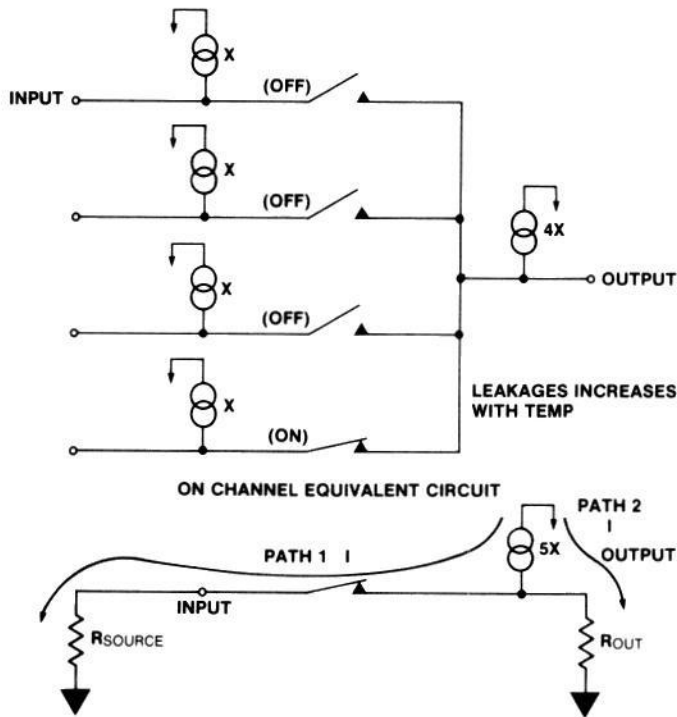 X
INPUT (OFF)
X
(OFF)
4X
OUTPUT
X
(OFF)
X
LEAKAGES INCREASES
WITH TEMP
(ON)
ON CHANNEL EQUIVALENT CIRCUIT
PATH 2
I
OUTPUT
PATH 1 I
5X
INPUT
RSOURCE
ROUT